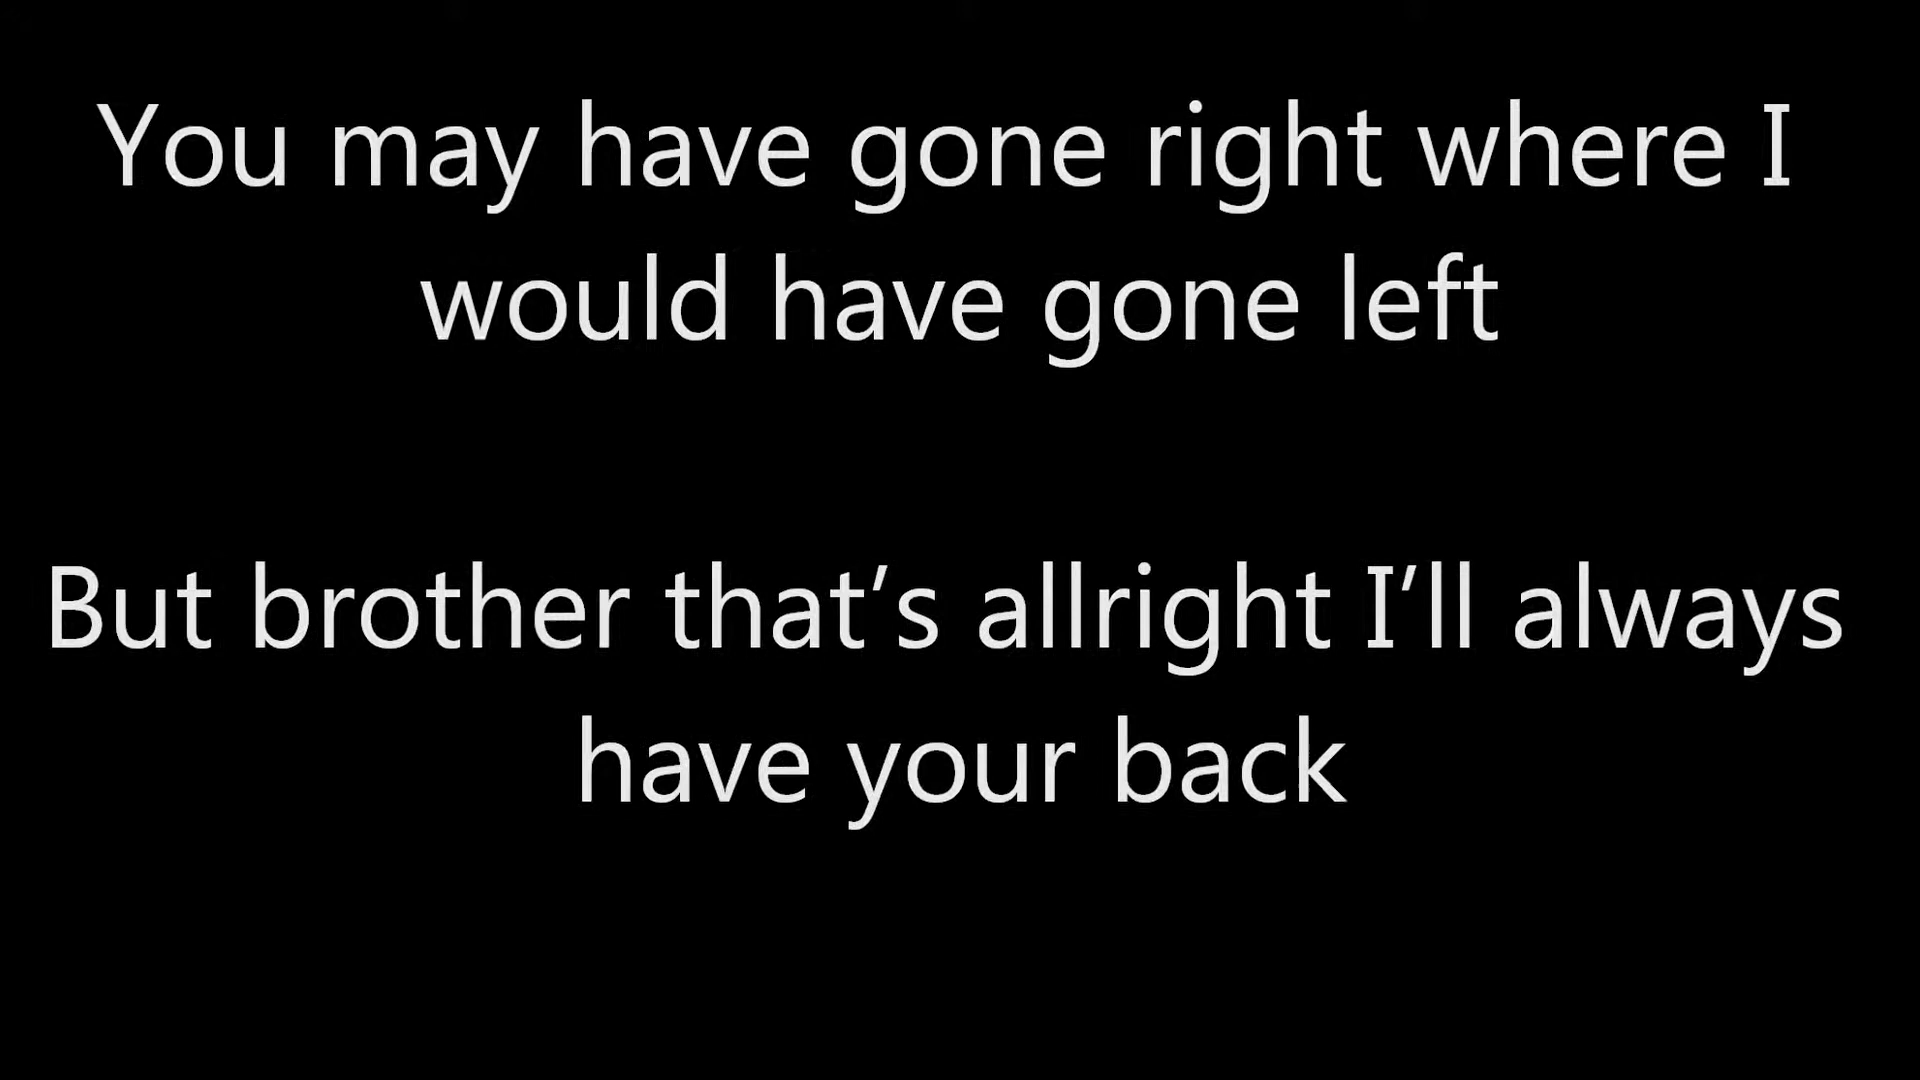 You may have gone right where I
would have gone left
But brother that’s allright I’ll always
have your back